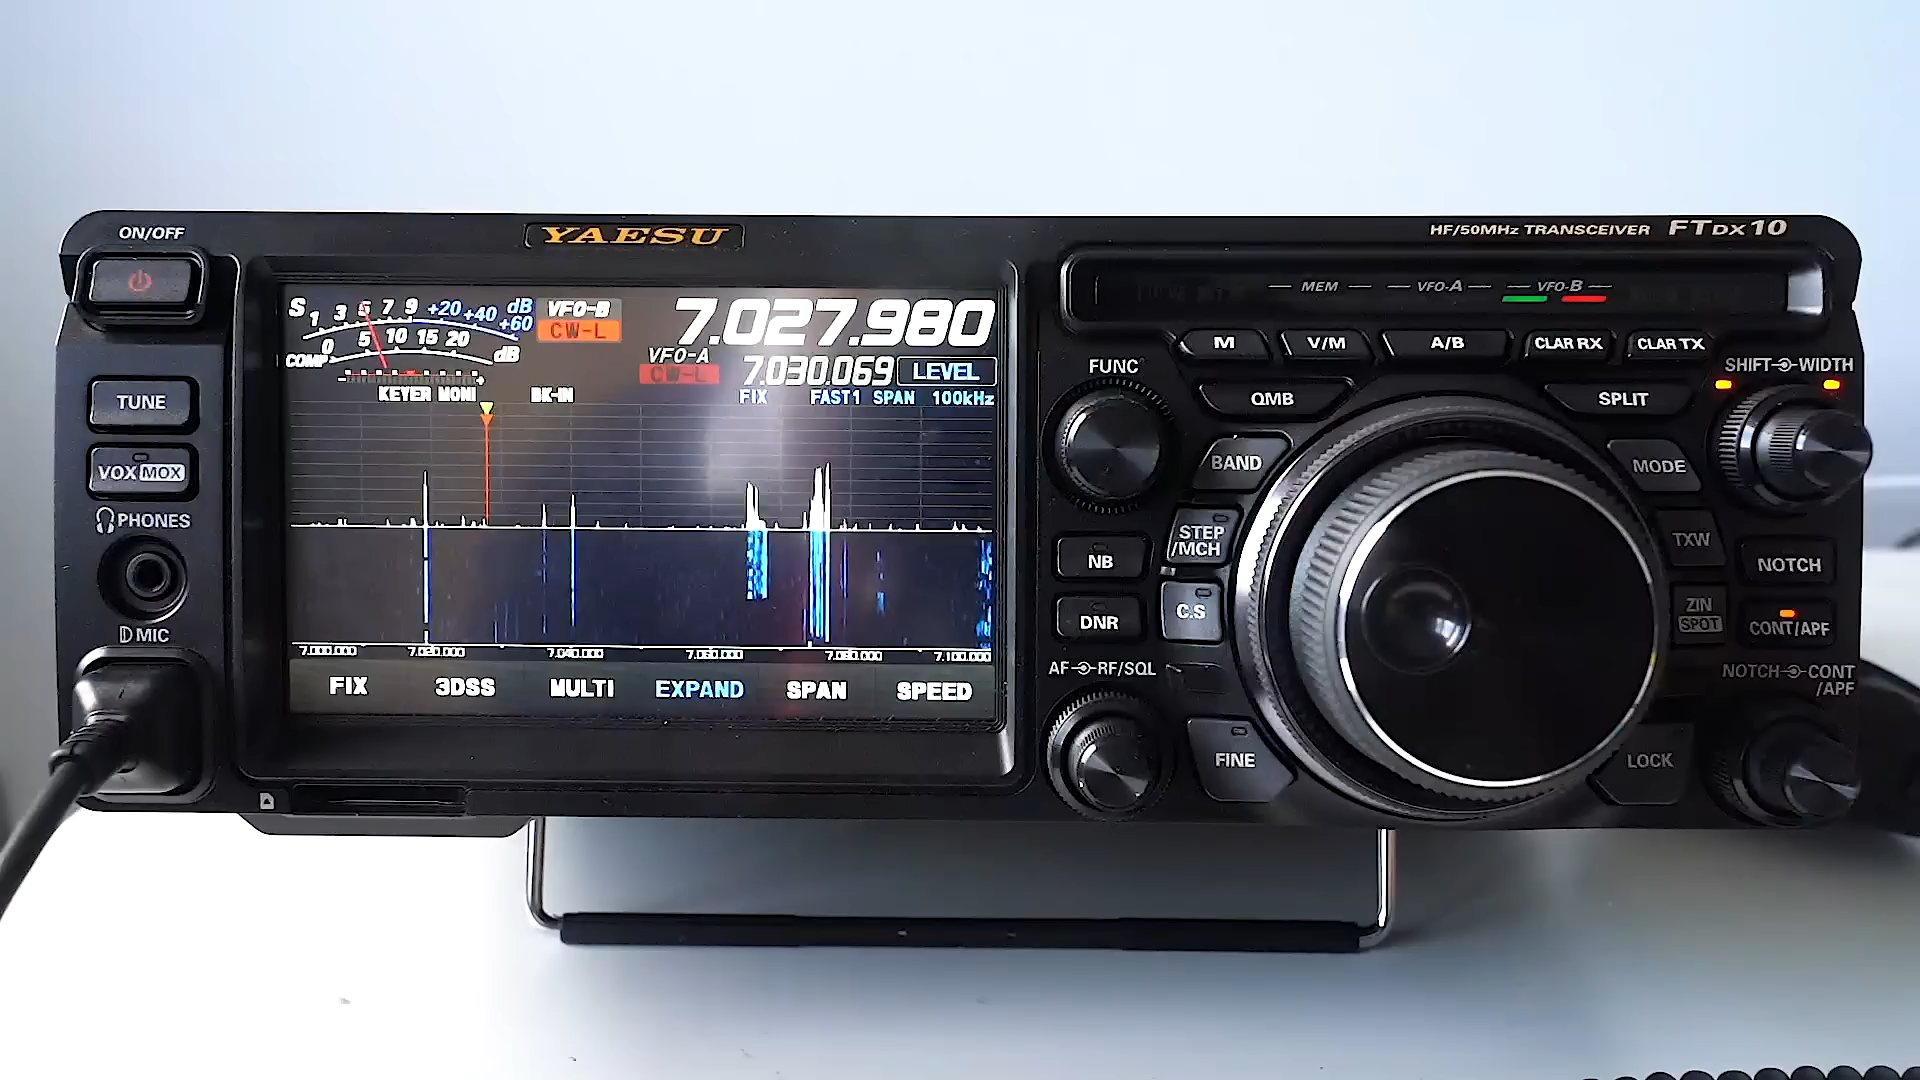 ON/OFF
YAESU
HF/50MHz TRANSCEIVER FTDX10
S 1 3 5 7 9 +20 +40 +60 dB
0 5 10 15 20 dB
COMP
VFO-B
CW-L
7.027.980
VFO-A
CW-L
7.030.069
LEVEL
KEYER MONI BK-IN
FIX FAST1 SPAN 100kHz
7.000.000 7.020.000 7.040.000 7.060.000 7.080.000 7.100.000
FIX 3DSS MULTI EXPAND SPAN SPEED
TUNE
VOX MOX
PHONES
MIC
MEM VFO-A VFO-B
M V/M A/B CLAR RX CLAR TX
FUNC
SHIFT WIDTH
QMB SPLIT
BAND MODE
STEP
/MCH
TXW
NB
NOTCH
C.S
ZIN
SPOT
DNR
CONT/APF
AF RF/SQL
NOTCH CONT
/APF
FINE
LOCK